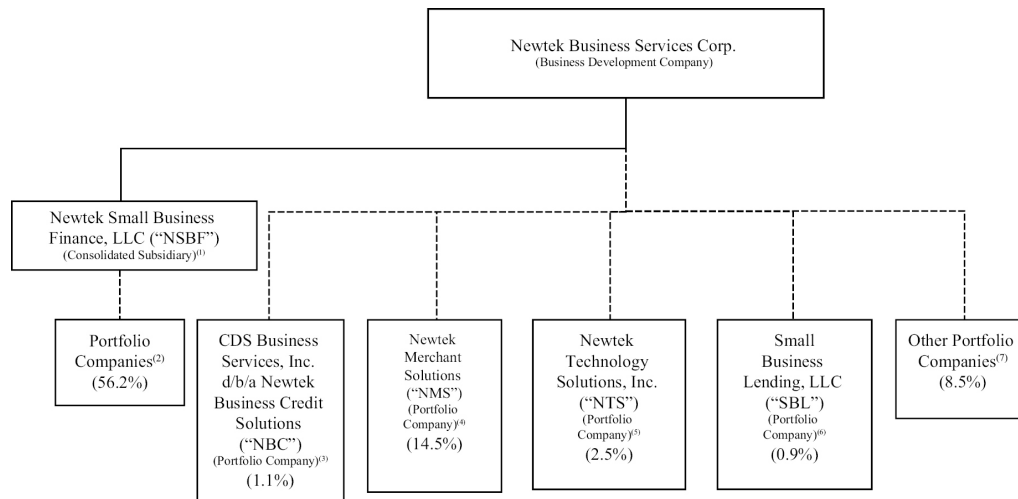 Newtek Business Services Corp.
(Business Development Company)
Newtek Small Business
Finance, LLC (“NSBF”)
(Consolidated Subsidiary)(1)
Portfolio
Companies(2)
(56.2%)
CDS Business
Services, Inc.
d/b/a Newtek
Business Credit
Solutions
(“NBC”)
(Portfolio Company)(3)
(1.1%)
Newtek
Merchant
Solutions
(“NMS”)
(Portfolio
Company)(4)
(14.5%)
Newtek
Technology
Solutions, Inc.
(“NTS”)
(Portfolio
Company)(5)
(2.5%)
Small
Business
Lending, LLC
(“SBL”)
(Portfolio
Company)(6)
(0.9%)
Other Portfolio
Companies(7)
(8.5%)